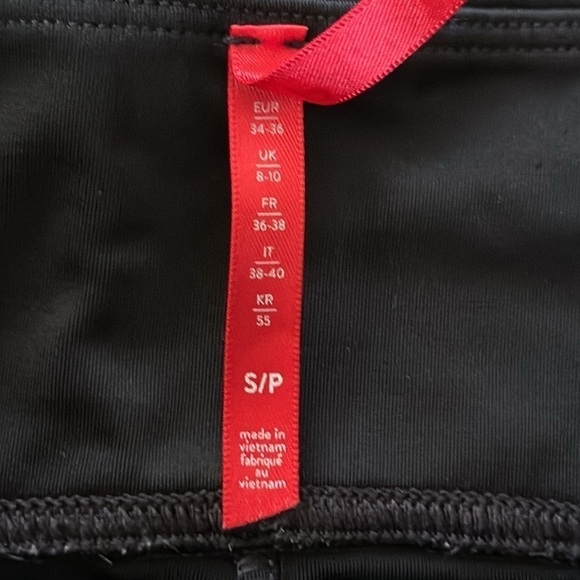 EUR
34-36
UK
8-10
FR
36-38
IT
38-40
KR
55
S/P
made in
vietnam
fabriqué
au
vietnam